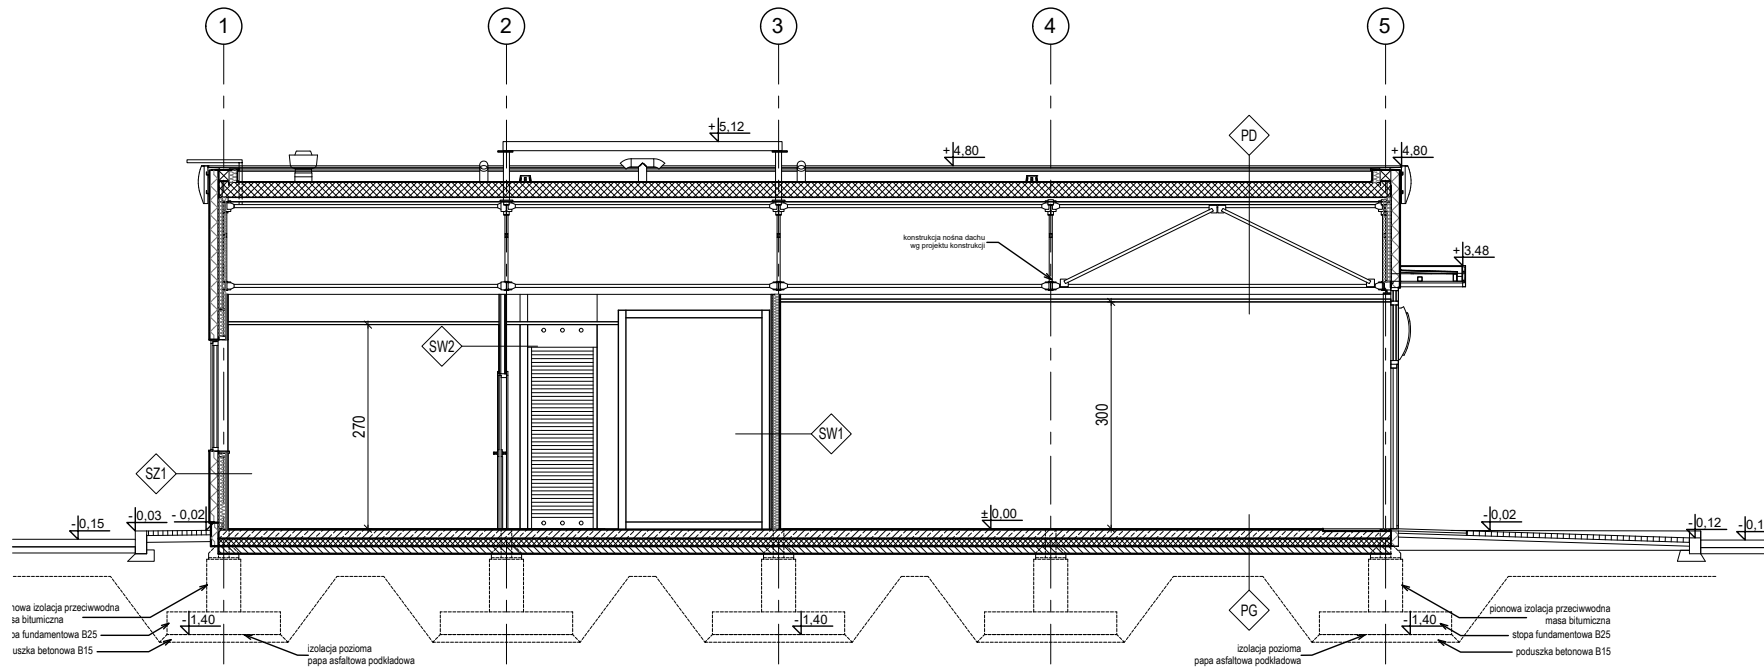 1 2 3 4 5
+5,12
PD
+4,80 +4,80
konstrukcja nośna dachu
wg projektu konstrukcji
+3,48
SW2
270 300
SW1
SZ1
-0,15 -0,03 -0,02 ±0,00 -0,02 -0,12 -0,1
nowa izolacja przeciwwodna
sa bitumiczna
pa fundamentowa B25
uszka betonowa B15
-1,40 -1,40 -1,40
izolacja pozioma
papa asfaltowa podkładowa
PG
izolacja pozioma
papa asfaltowa podkładowa
pionowa izolacja przeciwwodna
masa bitumiczna
stopa fundamentowa B25
poduszka betonowa B15